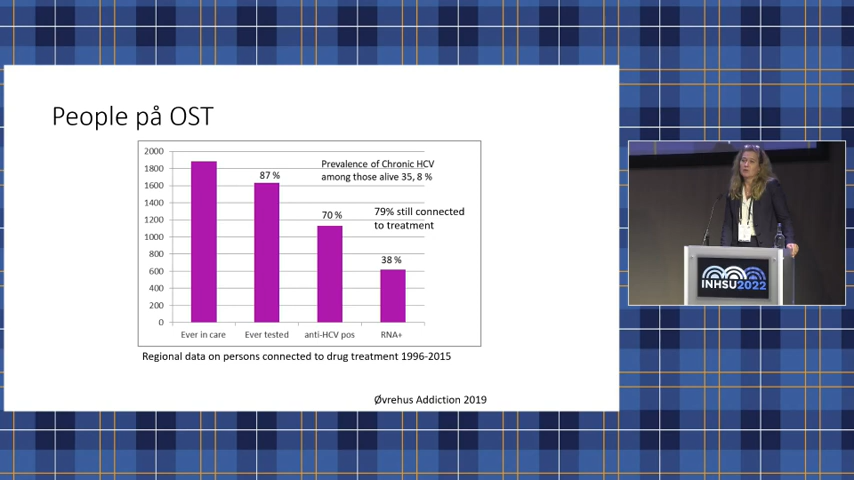 People på OST
2000
1800
1600
1400
1200
1000
800
600
400
200
0
87 %
70 %
38 %
Prevalence of Chronic HCV
among those alive 35, 8 %
79% still connected
to treatment
Ever in care
Ever tested
anti-HCV pos
RNA+
Regional data on persons connected to drug treatment 1996-2015
Øvrehus Addiction 2019
INHSU2022